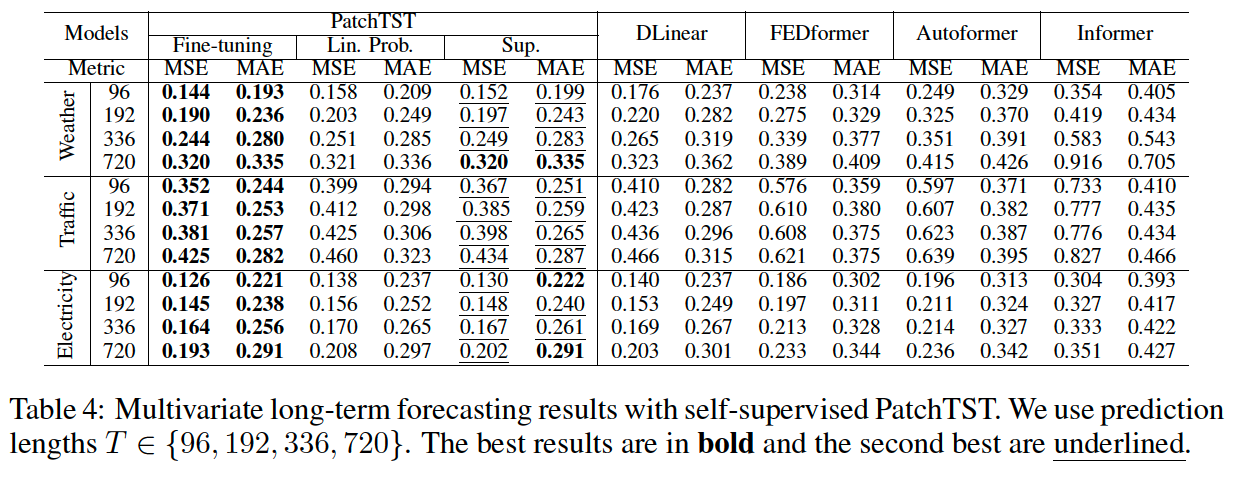 Models PatchTST DLinear FEDformer Autoformer Informer
Fine-tuning Lin. Prob. Sup.
Metric MSE MAE MSE MAE MSE MAE MSE MAE MSE MAE MSE MAE MSE MAE
Weather
96 0.144 0.193 0.158 0.209 0.152 0.199 0.176 0.237 0.238 0.314 0.249 0.329 0.354 0.405
192 0.190 0.236 0.203 0.249 0.197 0.243 0.220 0.282 0.275 0.329 0.325 0.370 0.419 0.434
336 0.244 0.280 0.251 0.285 0.249 0.283 0.265 0.319 0.339 0.377 0.351 0.391 0.583 0.543
720 0.320 0.335 0.321 0.336 0.320 0.335 0.323 0.362 0.389 0.409 0.415 0.426 0.916 0.705
Traffic
96 0.352 0.244 0.399 0.294 0.367 0.251 0.410 0.282 0.576 0.359 0.597 0.371 0.733 0.410
192 0.371 0.253 0.412 0.298 0.385 0.259 0.423 0.287 0.610 0.380 0.607 0.382 0.777 0.435
336 0.381 0.257 0.425 0.306 0.398 0.265 0.436 0.296 0.608 0.375 0.623 0.387 0.776 0.434
720 0.425 0.282 0.460 0.323 0.434 0.287 0.466 0.315 0.621 0.375 0.639 0.395 0.827 0.466
Electricity
96 0.126 0.221 0.138 0.237 0.130 0.222 0.140 0.237 0.186 0.302 0.196 0.313 0.304 0.393
192 0.145 0.238 0.156 0.252 0.148 0.240 0.153 0.249 0.197 0.311 0.211 0.324 0.327 0.417
336 0.164 0.256 0.170 0.265 0.167 0.261 0.169 0.267 0.213 0.328 0.214 0.327 0.333 0.422
720 0.193 0.291 0.208 0.297 0.202 0.291 0.203 0.301 0.233 0.344 0.236 0.342 0.351 0.427
Table 4: Multivariate long-term forecasting results with self-supervised PatchTST. We use prediction
lengths T ∈ {96, 192, 336, 720}. The best results are in bold and the second best are underlined.